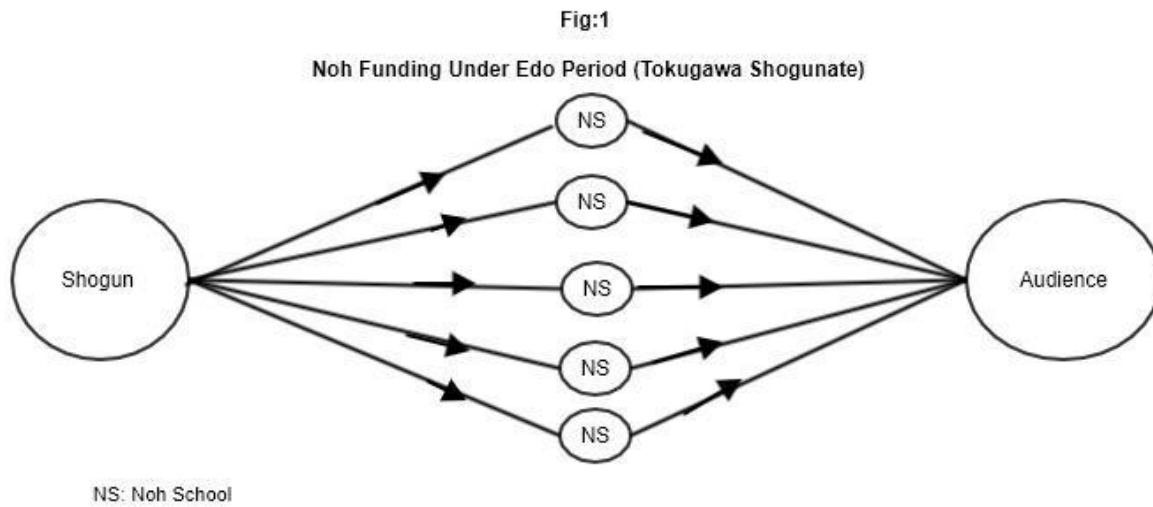 Fig:1
Noh Funding Under Edo Period (Tokugawa Shogunate)
NS
NS
Shogun
NS
Audience
NS
NS
NS: Noh School